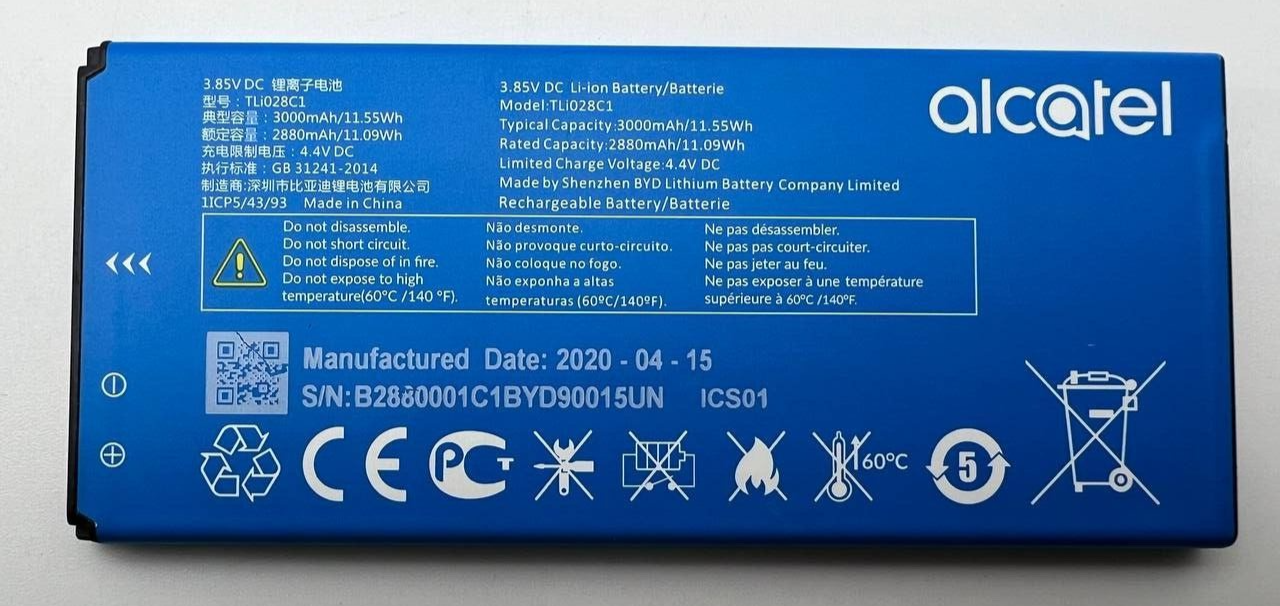 alcatel
3.85V DC 锂离子电池
型号：TLi028C1
典型容量：3000mAh/11.55Wh
额定容量：2880mAh/11.09Wh
充电限制电压：4.4V DC
执行标准：GB 31241-2014
制造商:深圳市比亚迪锂电池有限公司
1ICP5/43/93 Made in China
3.85V DC Li-ion Battery/Batterie
Model:TLi028C1
Typical Capacity:3000mAh/11.55Wh
Rated Capacity:2880mAh/11.09Wh
Limited Charge Voltage:4.4V DC
Made by Shenzhen BYD Lithium Battery Company Limited
Rechargeable Battery/Batterie
Do not disassemble.
Do not short circuit.
Do not dispose of in fire.
Do not expose to high
temperature(60°C /140 °F).
Não desmonte.
Não provoque curto-circuito.
Não coloque no fogo.
Não exponha a altas
temperaturas (60ºC/140ºF).
Ne pas désassembler.
Ne pas pas court-circuiter.
Ne pas jeter au feu.
Ne pas exposer à une température
supérieure à 60°C /140°F.
Manufactured Date: 2020 - 04 - 15
S/N:B2880001C1BYD90015UN ICS01
CE PCT 60°C 5